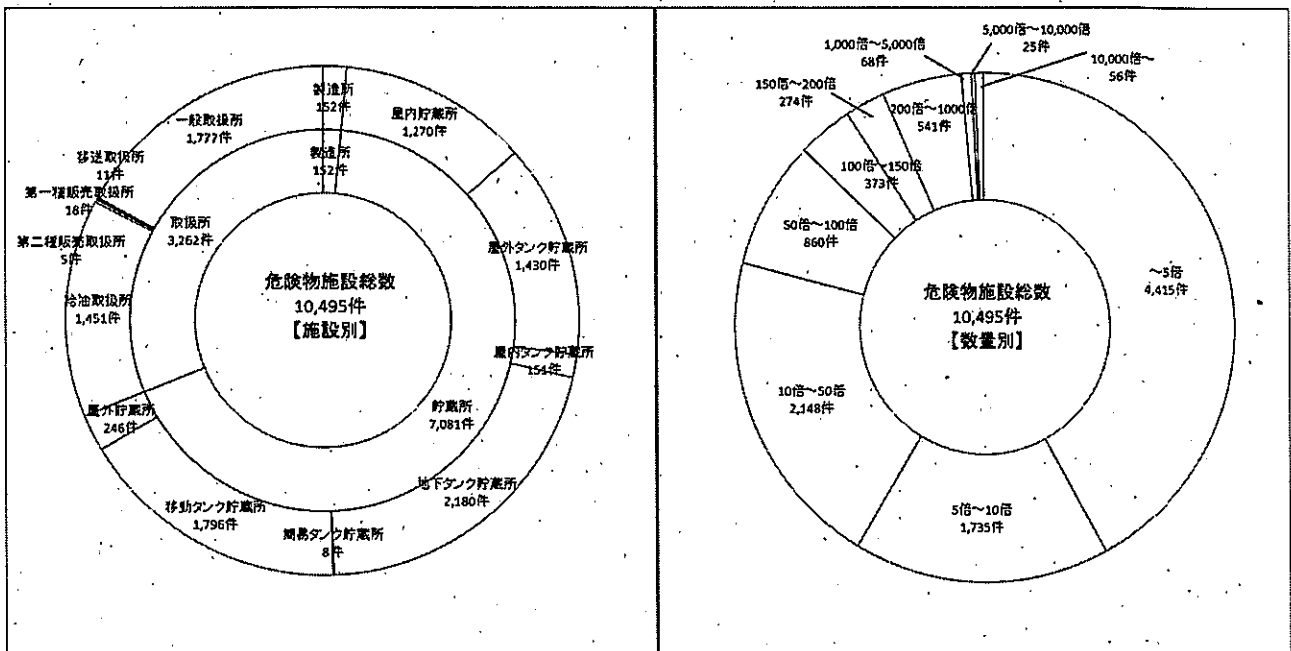 製造所
152件
屋内貯蔵所
1,270件
屋外タンク貯蔵所
1,430件
屋内タンク貯蔵所
151件
地下タンク貯蔵所
2,180件
簡易タンク貯蔵所
8件
移動タンク貯蔵所
1,796件
屋外貯蔵所
246件
給油取扱所
1,451件
第二種販売取扱所
5件
第一種販売取扱所
18件
移送取扱所
11件
一般取扱所
1,777件
製造所
152件
貯蔵所
7,081件
取扱所
3,262件
危険物施設総数
10,495件
【施設別】
~5倍
4,415件
5倍~10倍
1,735件
10倍~50倍
2,148件
50倍~100倍
860件
100倍~150倍
373件
150倍~200倍
274件
200倍~1000倍
541件
1,000倍~5,000倍
68件
5,000倍~10,000倍
25件
10,000倍~
56件
危険物施設総数
10,495件
【数量別】